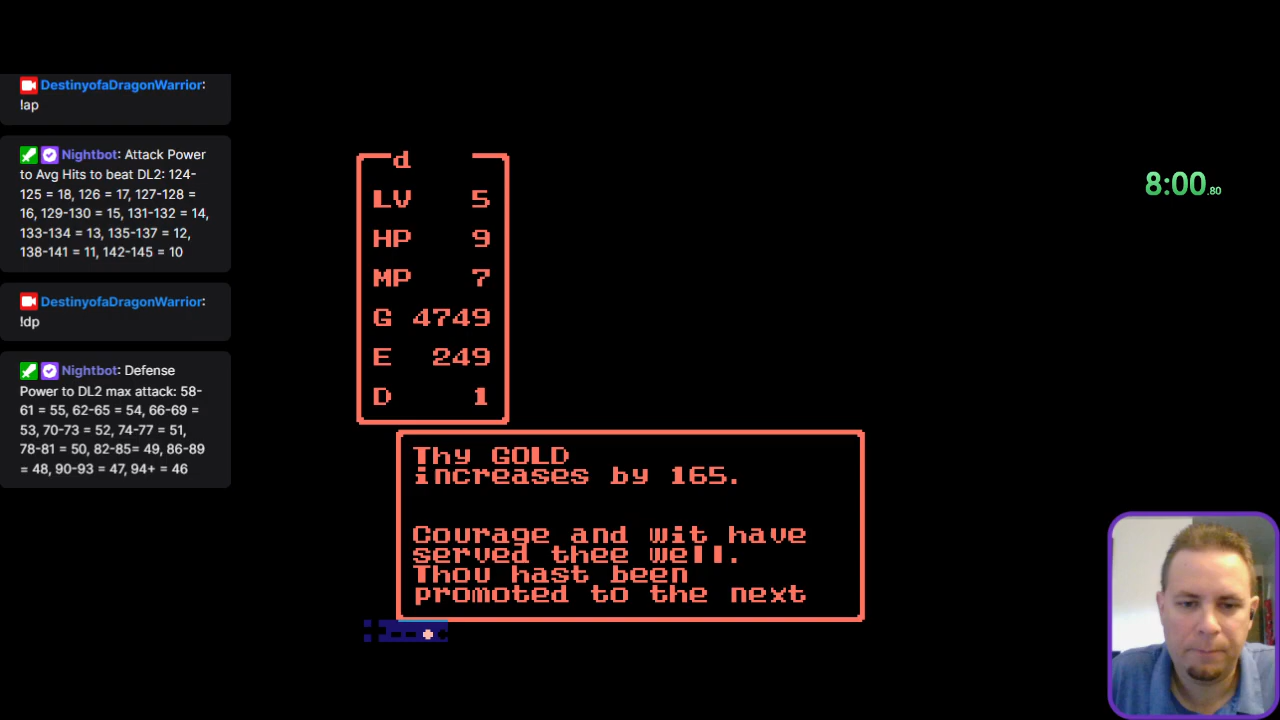 DestinyofaDragonWarrior:
!ap
Nightbot: Attack Power
to Avg Hits to beat DL2: 124-
125 = 18, 126 = 17, 127-128 =
16, 129-130 = 15, 131-132 = 14,
133-134 = 13, 135-137 = 12,
138-141 = 11, 142-145 = 10
DestinyofaDragonWarrior:
!dp
Nightbot: Defense
Power to DL2 max attack: 58-
61 = 55, 62-65 = 54, 66-69 =
53, 70-73 = 52, 74-77 = 51,
78-81 = 50, 82-85= 49, 86-89
= 48, 90-93 = 47, 94+ = 46
d
LV 5
HP 9
MP 7
G 4749
E 249
D 1
Thy GOLD
increases by 165.
Courage and wit have
served thee well.
Thou hast been
promoted to the next
8:00.80